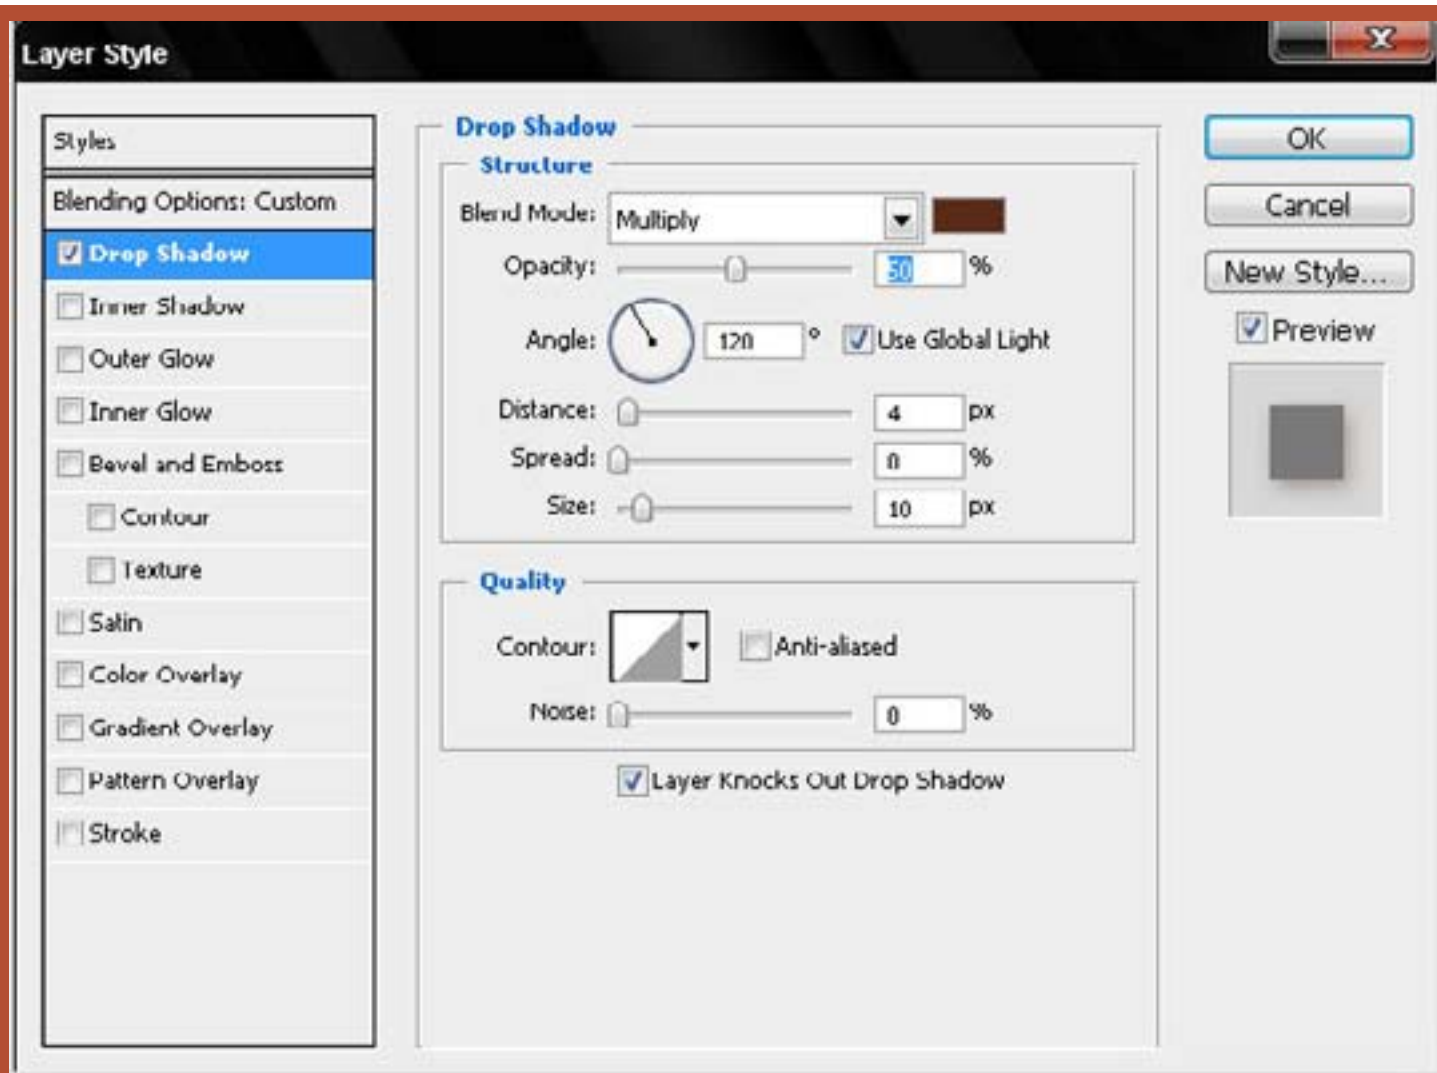 Layer Style
Styles
Blending Options: Custom
Drop Shadow
Inner Shadow
Outer Glow
Inner Glow
Bevel and Emboss
Contour
Texture
Satin
Color Overlay
Gradient Overlay
Pattern Overlay
Stroke
Drop Shadow
Structure
Blend Mode: Multiply
Opacity: 50 %
Angle: 120 ° Use Global Light
Distance: 4 px
Spread: 0 %
Size: 10 px
Quality
Contour: Anti-aliased
Noise: 0 %
Layer Knocks Out Drop Shadow
OK
Cancel
New Style...
Preview